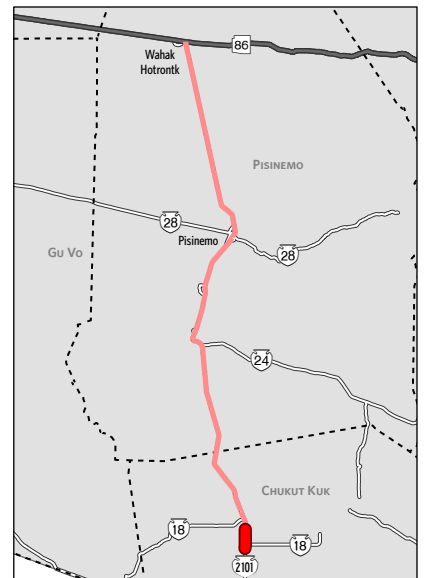 86
Wahak
Hotrontk
PISINEMO
28
Pisinemo
28
GU VO
24
CHUKUT KUK
18
18
2101